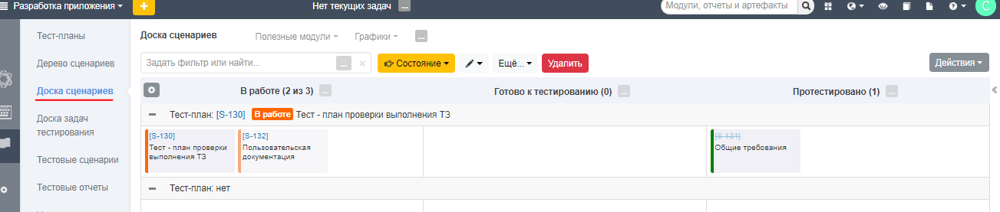 Разработка приложения
+
Нет текущих задач
...
Модули, отчеты и артефакты
С
Тест-планы
Дерево сценариев
Доска сценариев
Доска задач
тестирования
Тестовые сценарии
Тестовые отчеты
Доска сценариев
Полезные модули
Графики
...
Задать фильтр или найти...
...
×
Состояние
Ещё...
Удалить
Действия
В работе (2 из 3)
...
Готово к тестированию (0)
...
Протестировано (1)
...
Тест-план: [S-130] В работе Тест - план проверки выполнения ТЗ
[S-130]
Тест - план проверки
выполнения ТЗ
[S-132]
Пользовательская
документация
[S-131]
Общие требования
Тест-план: нет